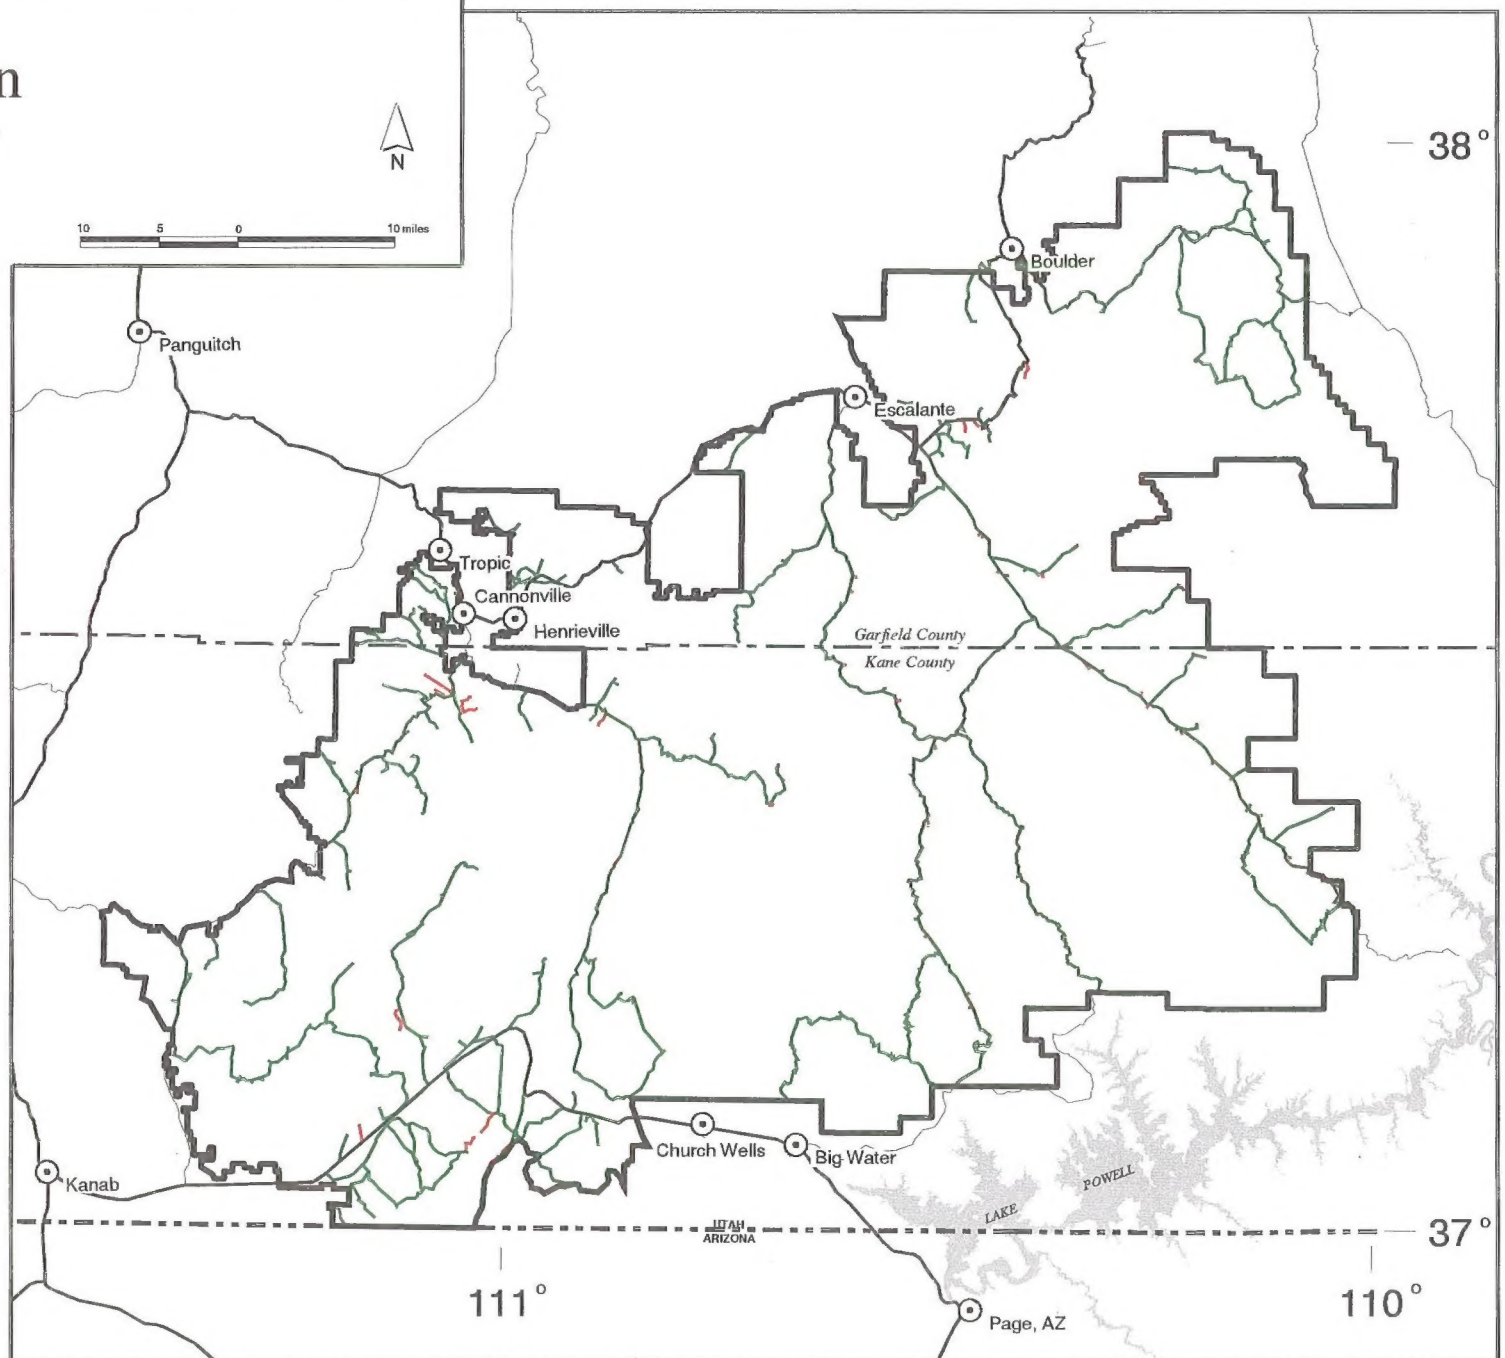 n
N
10 5 0 10 miles
38°
Boulder
Panguitch
Escalante
Tropic
Cannonville
Henrieville
Garfield County
Kane County
Church Wells
Big Water
Kanab
LAKE POWELL
UTAH
ARIZONA
37°
111° 110°
Page, AZ